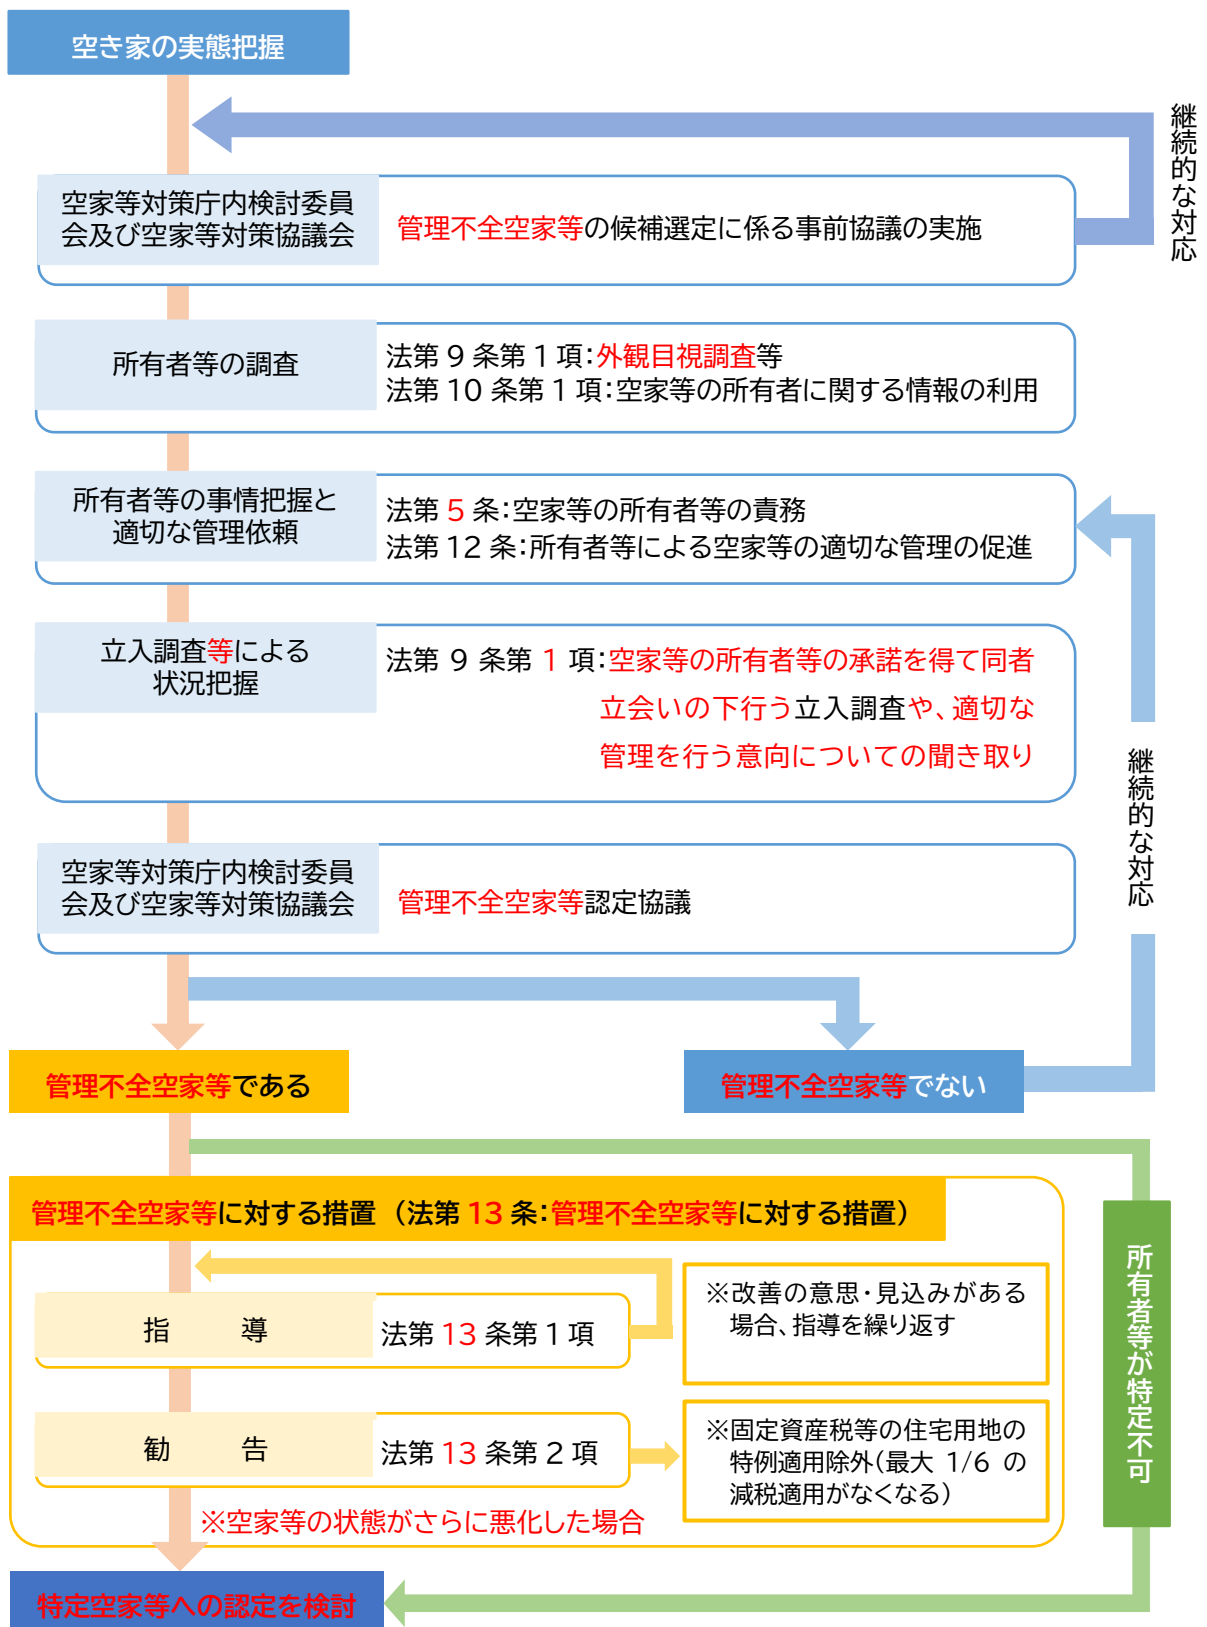 空き家の実態把握
継続的な対応
空家等対策庁内検討委員
会及び空家等対策協議会
管理不全空家等の候補選定に係る事前協議の実施
所有者等の調査
法第9条第1項：外観目視調査等
法第10条第1項：空家等の所有者に関する情報の利用
所有者等の事情把握と
適切な管理依頼
法第5条：空家等の所有者等の責務
法第12条：所有者等による空家等の適切な管理の促進
立入調査等による
状況把握
法第9条第1項：空家等の所有者等の承諾を得て同者
立会いの下行う立入調査や、適切な
管理を行う意向についての聞き取り
継続的な対応
空家等対策庁内検討委員
会及び空家等対策協議会
管理不全空家等認定協議
管理不全空家等である
管理不全空家等でない
管理不全空家等に対する措置（法第13条：管理不全空家等に対する措置）
指　導
法第13条第1項
※改善の意思・見込みがある
場合、指導を繰り返す
勧　告
法第13条第2項
※固定資産税等の住宅用地の
特例適用除外（最大 1/6 の
減税適用がなくなる）
所有者等が特定不可
※空家等の状態がさらに悪化した場合
特定空家等への認定を検討